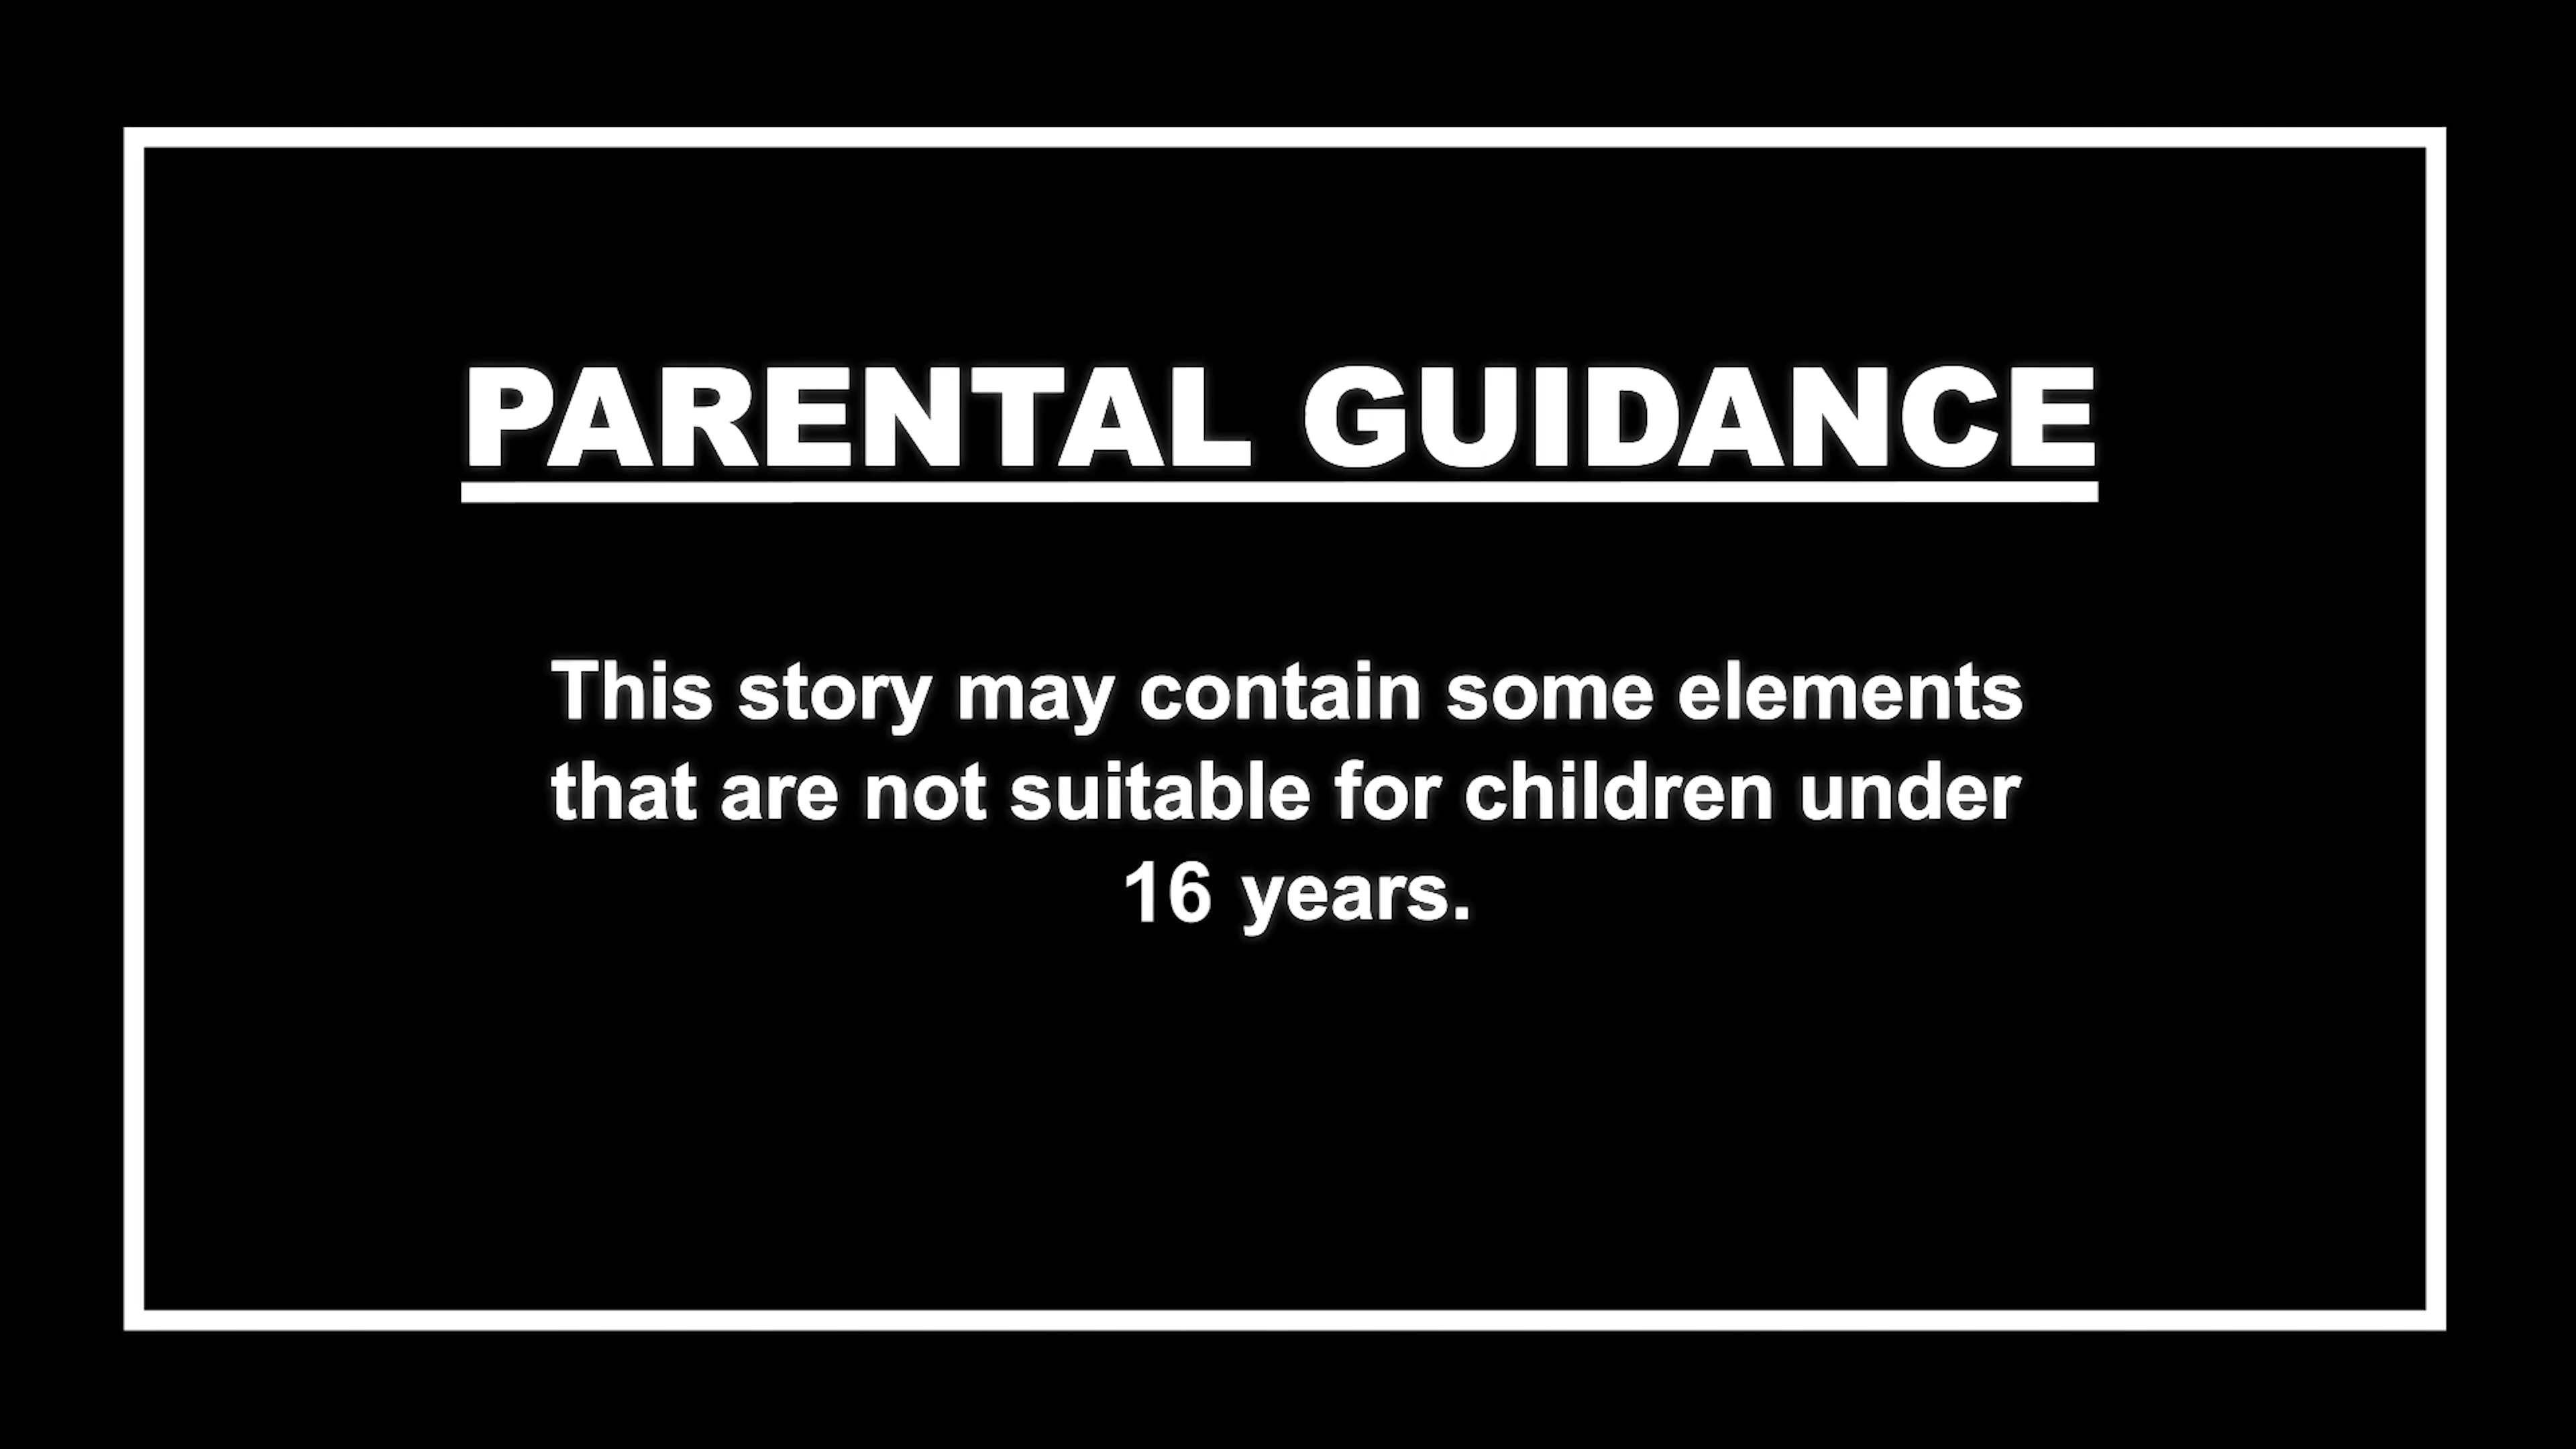 PARENTAL GUIDANCE
This story may contain some elements
that are not suitable for children under
16 years.